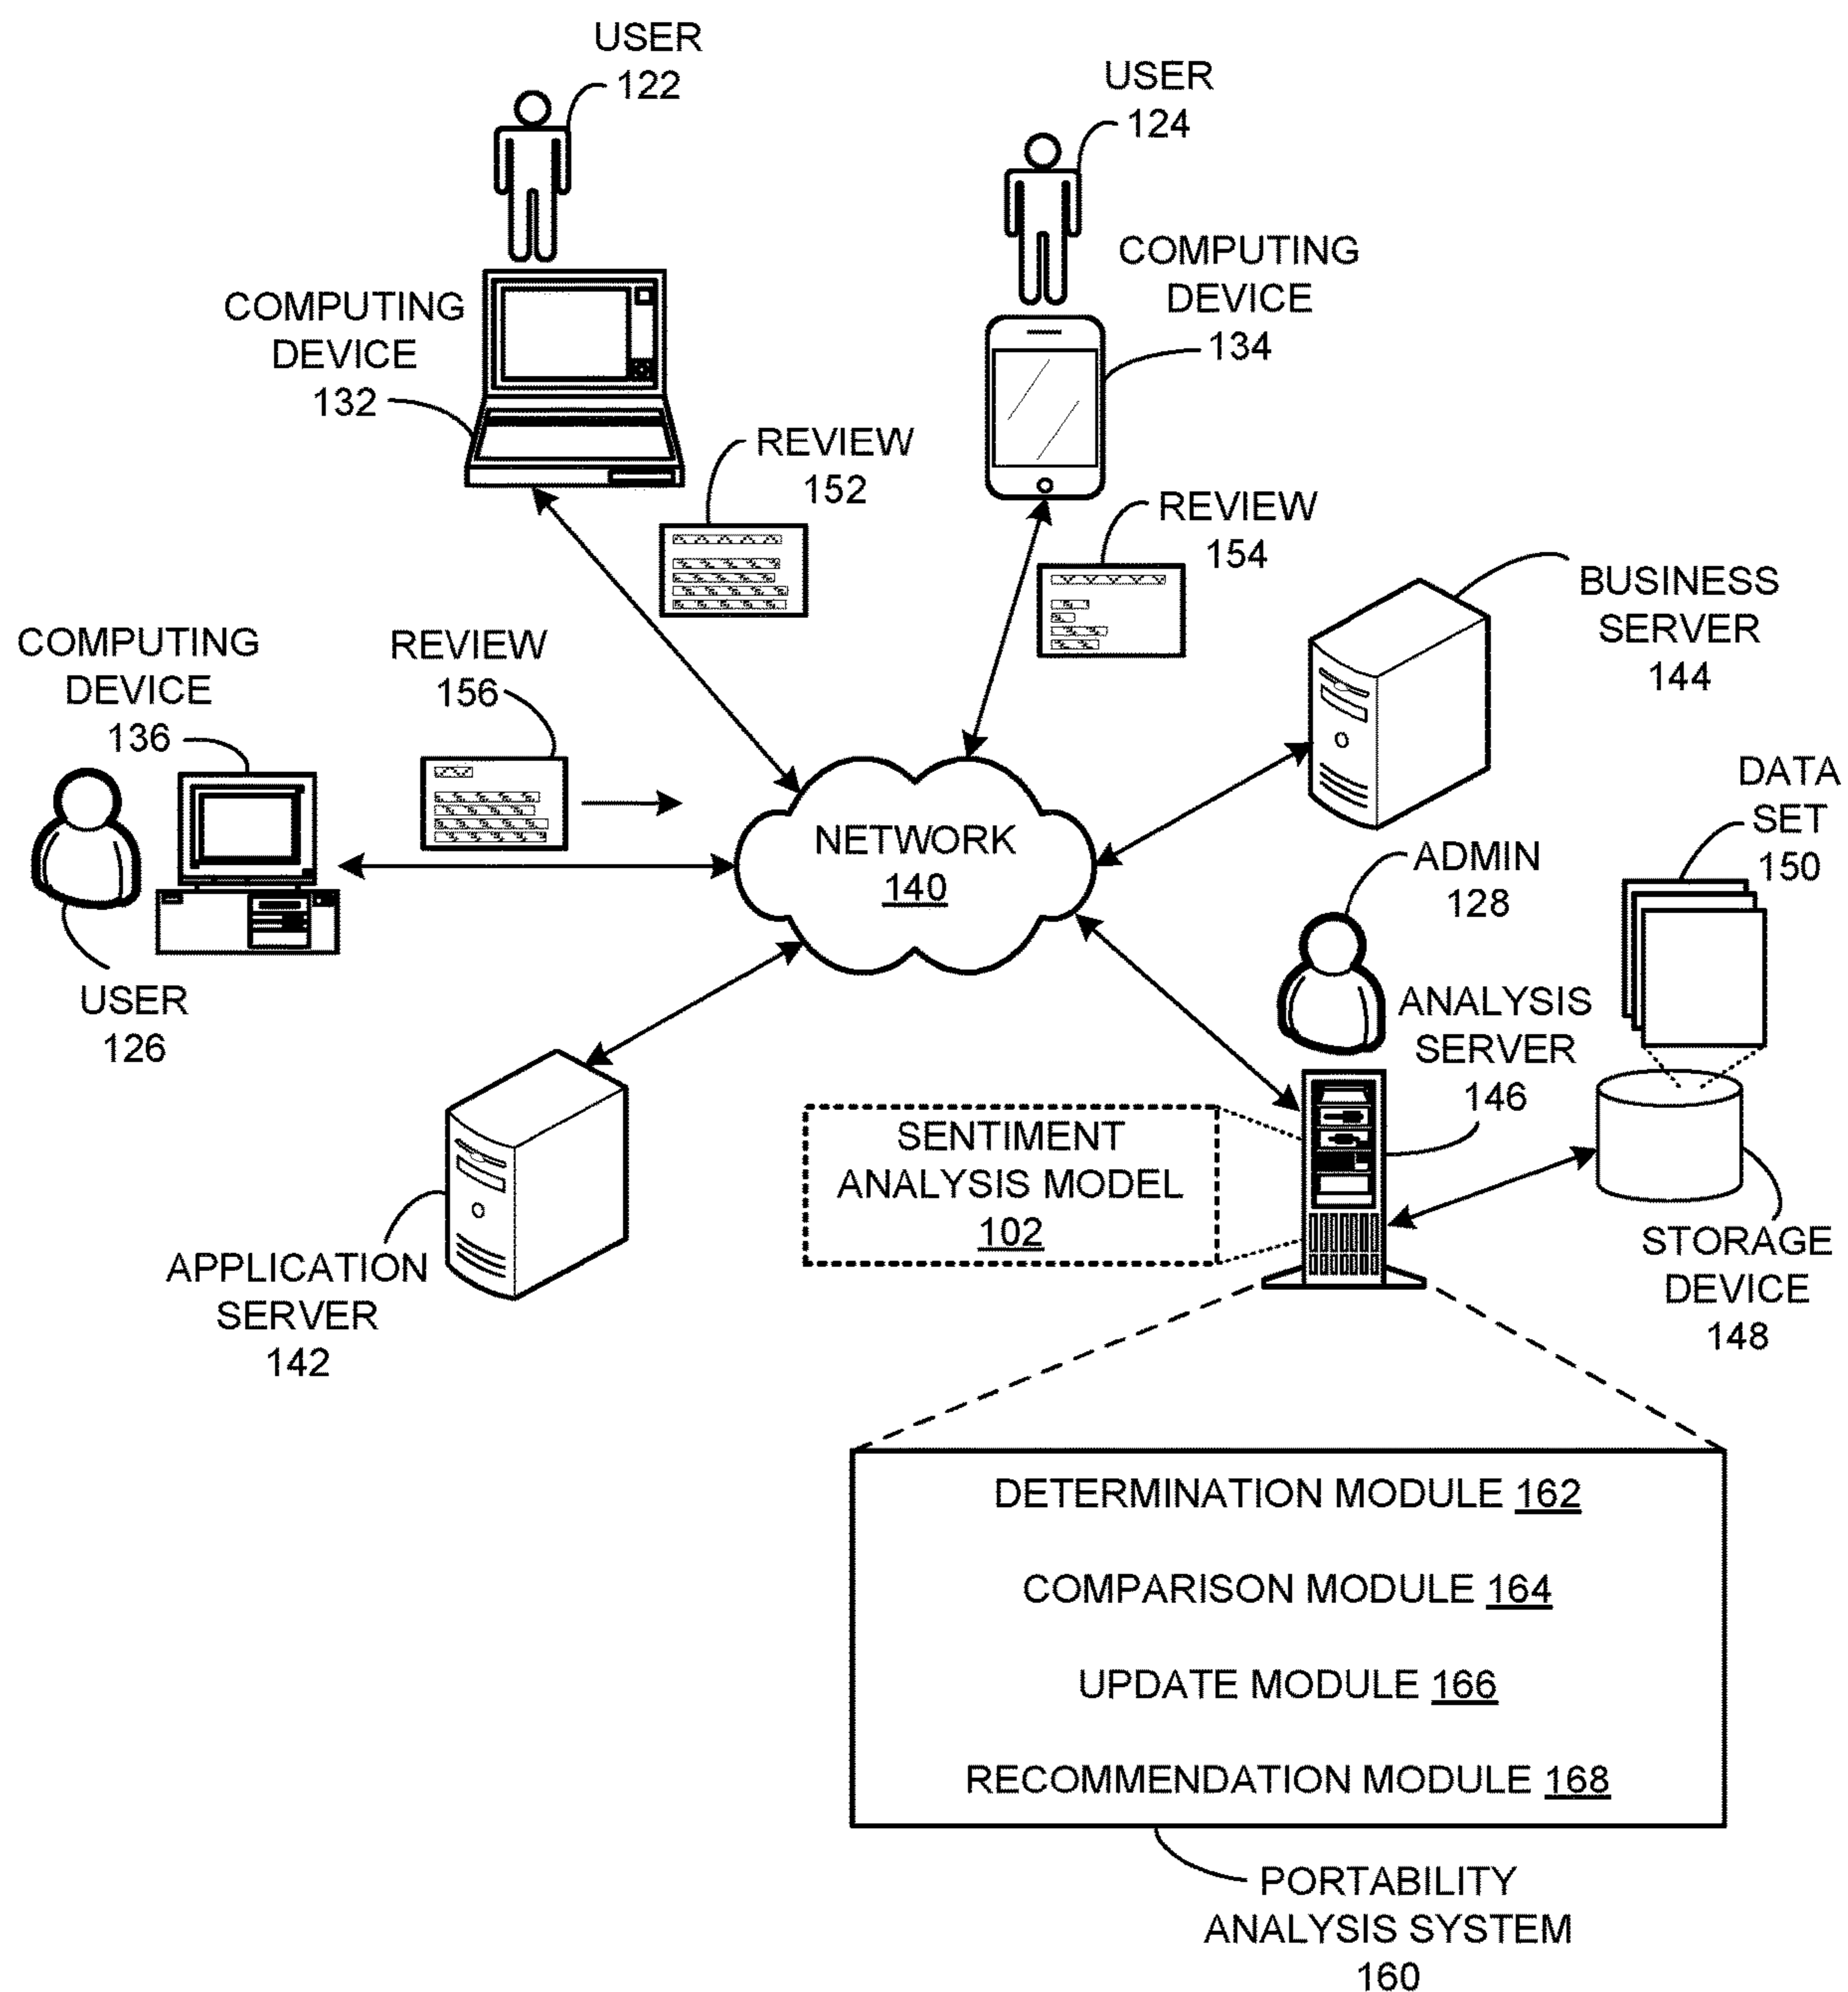 USER
122
USER
124
COMPUTING
DEVICE
132
COMPUTING
DEVICE
134
REVIEW
152
REVIEW
154
BUSINESS
SERVER
144
COMPUTING
DEVICE
136
REVIEW
156
DATA
SET
150
NETWORK
140
ADMIN
128
USER
126
ANALYSIS
SERVER
146
SENTIMENT
ANALYSIS MODEL
102
APPLICATION
SERVER
142
STORAGE
DEVICE
148
DETERMINATION MODULE 162
COMPARISON MODULE 164
UPDATE MODULE 166
RECOMMENDATION MODULE 168
PORTABILITY
ANALYSIS SYSTEM
160